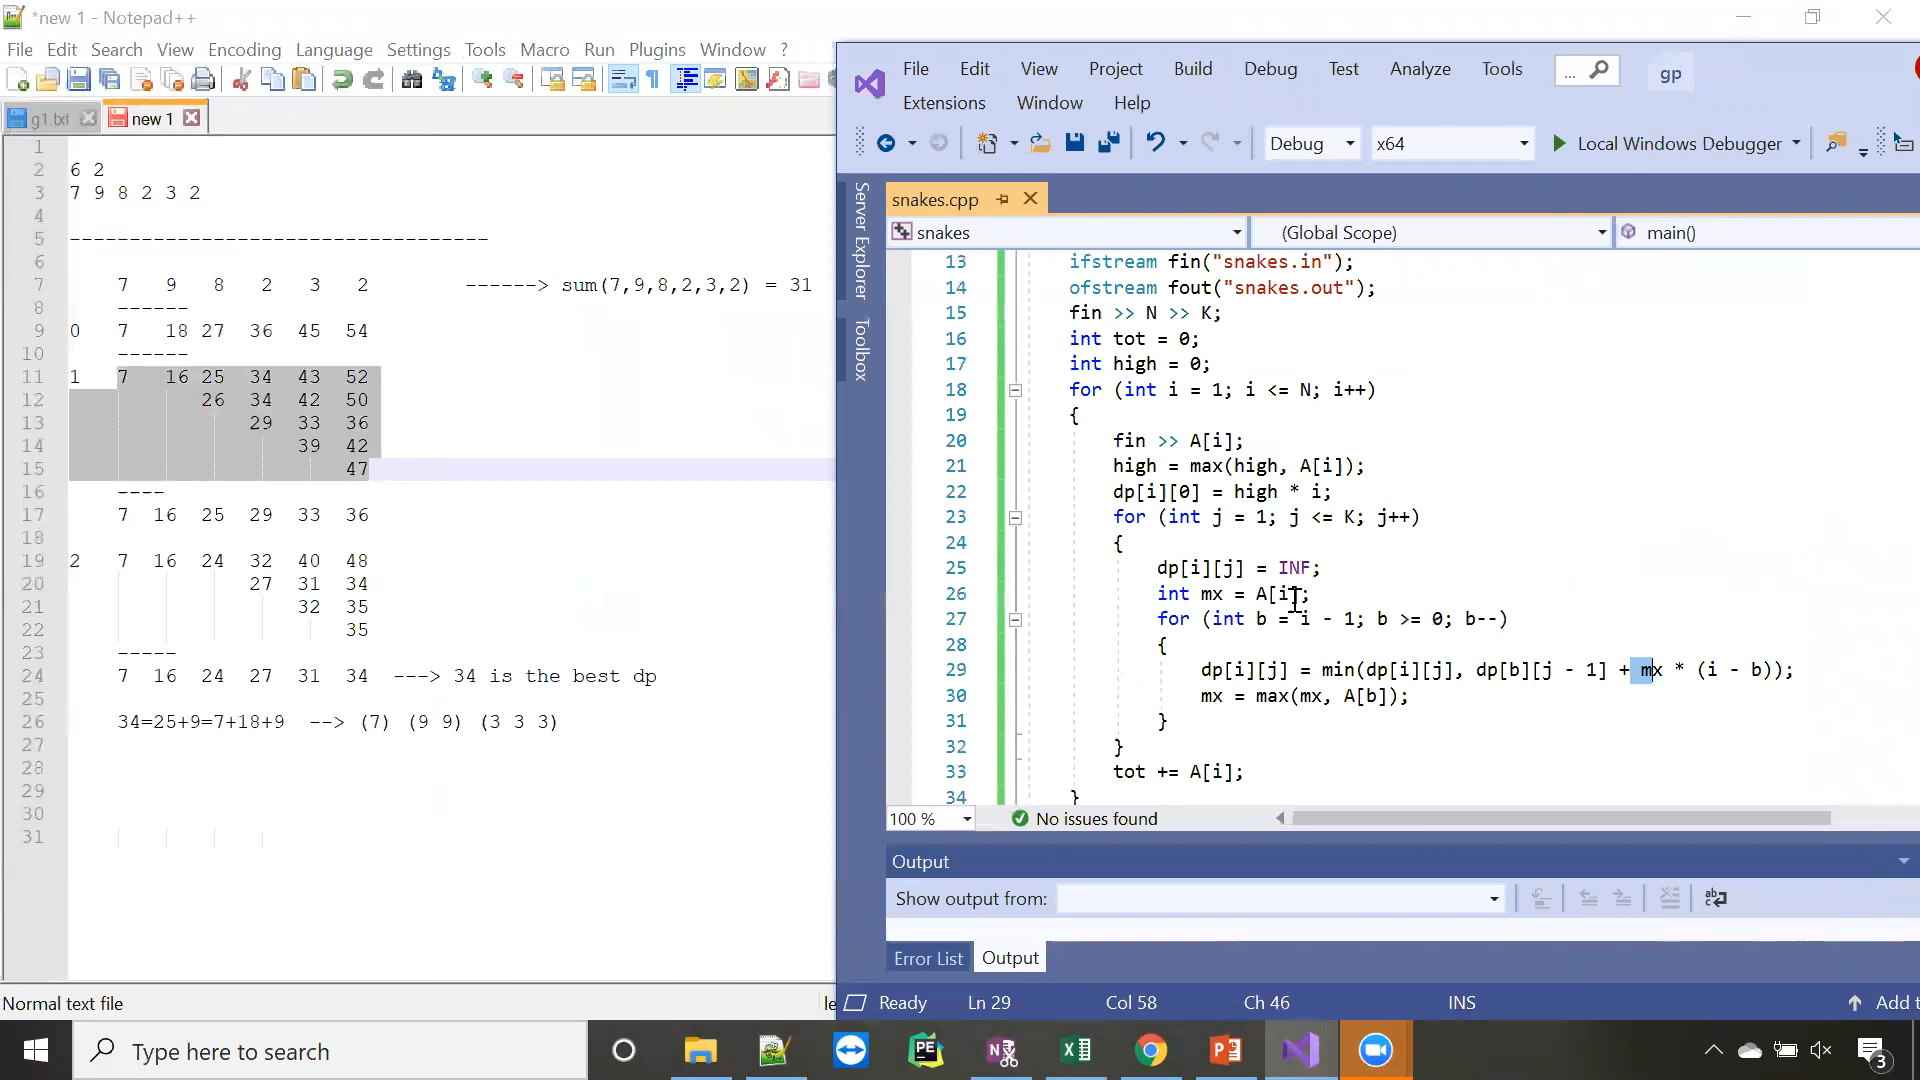 *new 1 - Notepad++
File Edit Search View Encoding Language Settings Tools Macro Run Plugins Window ?
g1.txt new 1
1
2 6 2
3 7 9 8 2 3 2
4
5 -----------------------------------
6
7 7 9 8 2 3 2 ------> sum(7,9,8,2,3,2) = 31
8 ------
9 0 7 18 27 36 45 54
10 ------
11 1 7 16 25 34 43 52
12 26 34 42 50
13 29 33 36
14 39 42
15 47
16 ----
17 7 16 25 29 33 36
18
19 2 7 16 24 32 40 48
20 27 31 34
21 32 35
22 35
23 -----
24 7 16 24 27 31 34 ---> 34 is the best dp
25
26 34=25+9=7+18+9 --> (7) (9 9) (3 3 3)
27
28
29
30
31
Normal text file le
File Edit View Project Build Debug Test Analyze Tools ... gp
Extensions Window Help
Debug x64 Local Windows Debugger
Server Explorer
Toolbox
snakes.cpp
snakes (Global Scope) main()
13 ifstream fin("snakes.in");
14 ofstream fout("snakes.out");
15 fin >> N >> K;
16 int tot = 0;
17 int high = 0;
18 for (int i = 1; i <= N; i++)
19 {
20 fin >> A[i];
21 high = max(high, A[i]);
22 dp[i][0] = high * i;
23 for (int j = 1; j <= K; j++)
24 {
25 dp[i][j] = INF;
26 int mx = A[i];
27 for (int b = i - 1; b >= 0; b--)
28 {
29 dp[i][j] = min(dp[i][j], dp[b][j - 1] + mx * (i - b));
30 mx = max(mx, A[b]);
31 }
32 }
33 tot += A[i];
34 }
100 % No issues found
Output
Show output from:
Error List Output
Ready Ln 29 Col 58 Ch 46 INS Add t
Type here to search
3